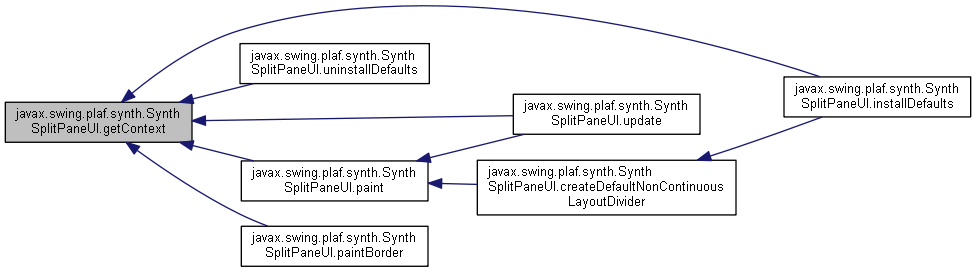 javax.swing.plaf.synth.Synth
SplitPaneUI.getContext
javax.swing.plaf.synth.Synth
SplitPaneUI.uninstallDefaults
javax.swing.plaf.synth.Synth
SplitPaneUI.update
javax.swing.plaf.synth.Synth
SplitPaneUI.paint
javax.swing.plaf.synth.Synth
SplitPaneUI.createDefaultNonContinuous
LayoutDivider
javax.swing.plaf.synth.Synth
SplitPaneUI.installDefaults
javax.swing.plaf.synth.Synth
SplitPaneUI.paintBorder